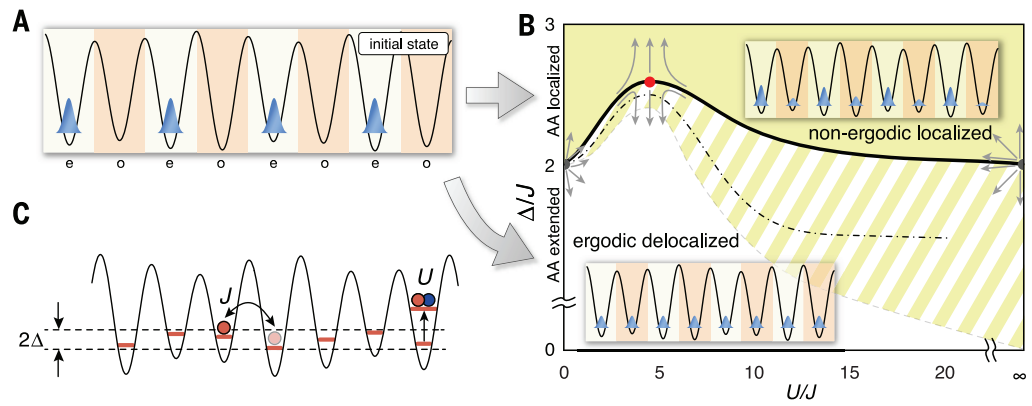 A
initial state
e o e o e o e o
B
3
2
0
AA localized
Δ/J
AA extended
non-ergodic localized
ergodic delocalized
0 5 10 15 20 ∞
U/J
C
J
U
2Δ